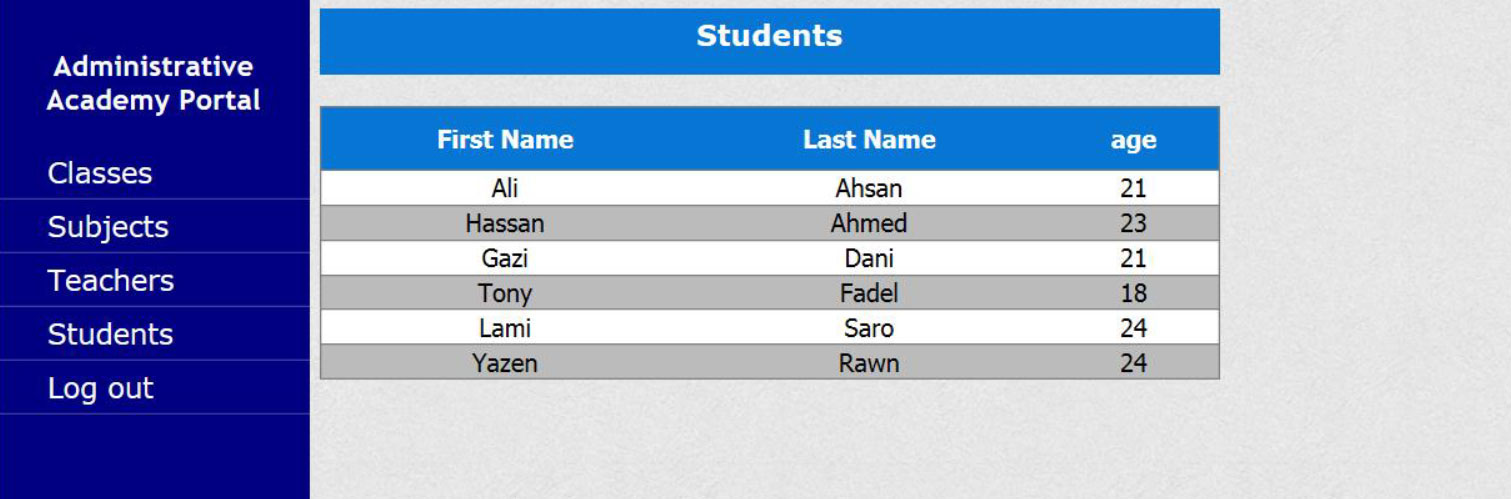 Administrative
Academy Portal
Classes
Subjects
Teachers
Students
Log out
Students
First Name Last Name age
Ali Ahsan 21
Hassan Ahmed 23
Gazi Dani 21
Tony Fadel 18
Lami Saro 24
Yazen Rawn 24